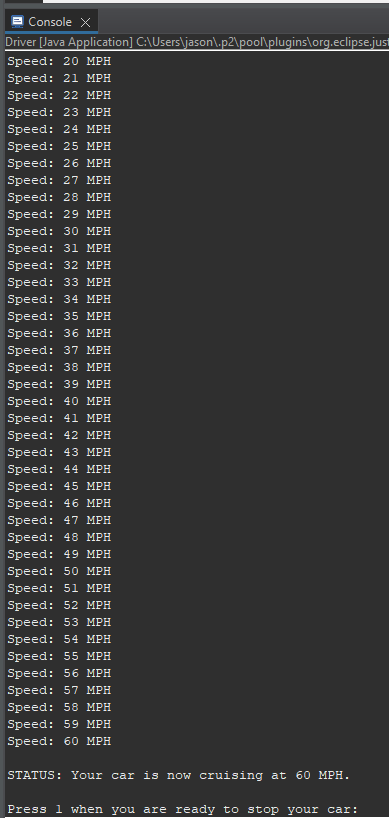 Console
Driver [Java Application] C:\Users\jason\.p2\pool\plugins\org.eclipse.just
Speed: 20 MPH
Speed: 21 MPH
Speed: 22 MPH
Speed: 23 MPH
Speed: 24 MPH
Speed: 25 MPH
Speed: 26 MPH
Speed: 27 MPH
Speed: 28 MPH
Speed: 29 MPH
Speed: 30 MPH
Speed: 31 MPH
Speed: 32 MPH
Speed: 33 MPH
Speed: 34 MPH
Speed: 35 MPH
Speed: 36 MPH
Speed: 37 MPH
Speed: 38 MPH
Speed: 39 MPH
Speed: 40 MPH
Speed: 41 MPH
Speed: 42 MPH
Speed: 43 MPH
Speed: 44 MPH
Speed: 45 MPH
Speed: 46 MPH
Speed: 47 MPH
Speed: 48 MPH
Speed: 49 MPH
Speed: 50 MPH
Speed: 51 MPH
Speed: 52 MPH
Speed: 53 MPH
Speed: 54 MPH
Speed: 55 MPH
Speed: 56 MPH
Speed: 57 MPH
Speed: 58 MPH
Speed: 59 MPH
Speed: 60 MPH
STATUS: Your car is now cruising at 60 MPH.
Press 1 when you are ready to stop your car: